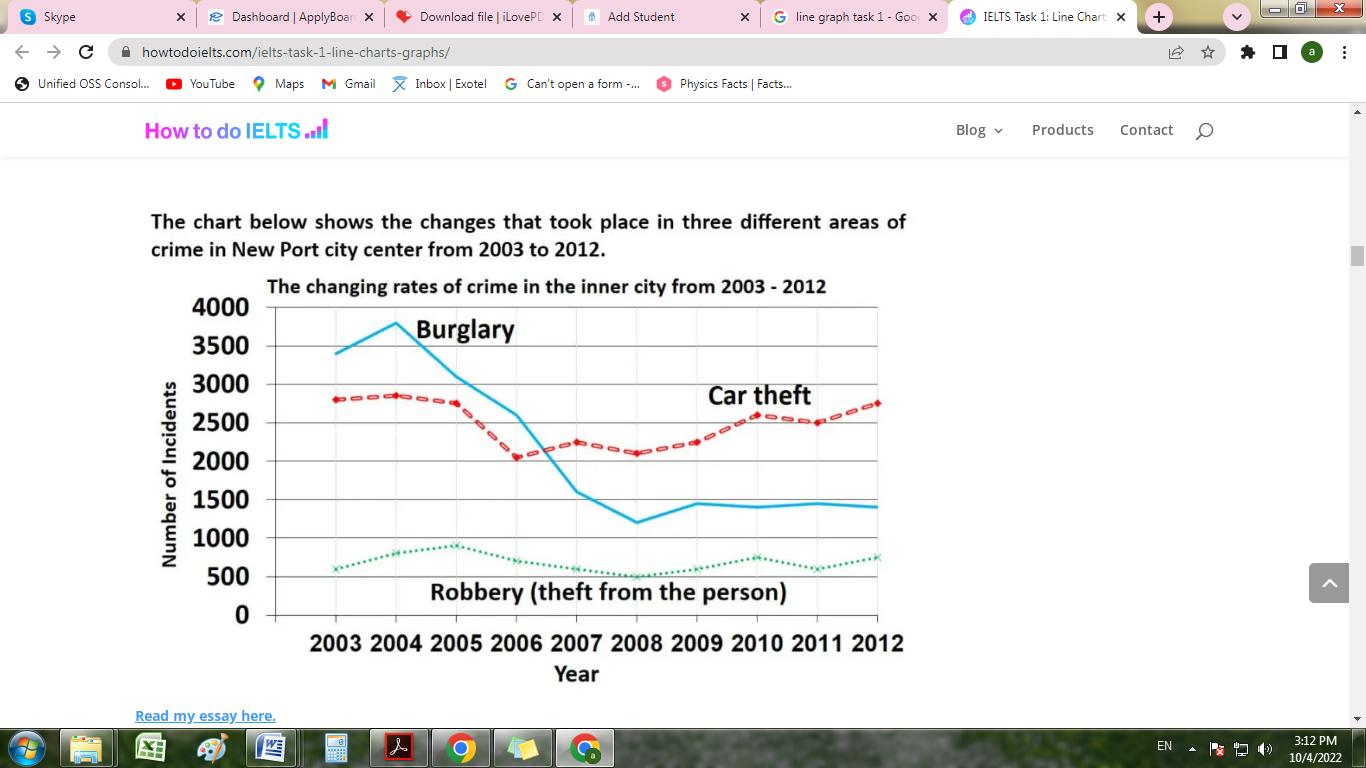 Skype
Dashboard | ApplyBoar
Download file | iLovePD
Add Student
line graph task 1 - Goo
IELTS Task 1: Line Chart
howtodoielts.com/ielts-task-1-line-charts-graphs/
a
Unified OSS Consol...
YouTube
Maps
Gmail
Inbox | Exotel
Can't open a form -...
Physics Facts | Facts...
How to do IELTS
Blog
Products
Contact
The chart below shows the changes that took place in three different areas of
crime in New Port city center from 2003 to 2012.
The changing rates of crime in the inner city from 2003 - 2012
4000
3500
3000
2500
2000
1500
1000
500
0
Number of Incidents
Burglary
Car theft
Robbery (theft from the person)
2003 2004 2005 2006 2007 2008 2009 2010 2011 2012
Year
Read my essay here.
EN
3:12 PM
10/4/2022